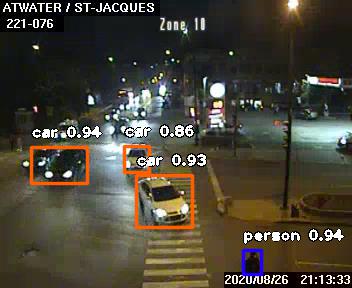 ATWATER / ST-JACQUES
221-076
Zone 10
car 0.94
car 0.86
car 0.93
person 0.94
2020/08/26 21:13:33